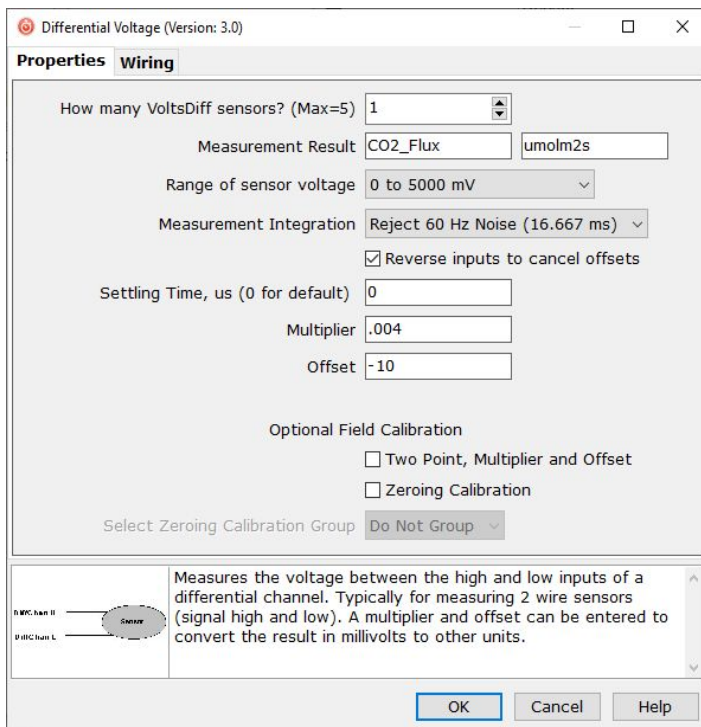 Differential Voltage (Version: 3.0)
Properties Wiring
How many VoltsDiff sensors? (Max=5) 1
Measurement Result CO2_Flux umolm2s
Range of sensor voltage 0 to 5000 mV
Measurement Integration Reject 60 Hz Noise (16.667 ms)
Reverse inputs to cancel offsets
Settling Time, us (0 for default) 0
Multiplier .004
Offset -10
Optional Field Calibration
Two Point, Multiplier and Offset
Zeroing Calibration
Select Zeroing Calibration Group Do Not Group
Measures the voltage between the high and low inputs of a
differential channel. Typically for measuring 2 wire sensors
(signal high and low). A multiplier and offset can be entered to
convert the result in millivolts to other units.
Sensor
OK Cancel Help